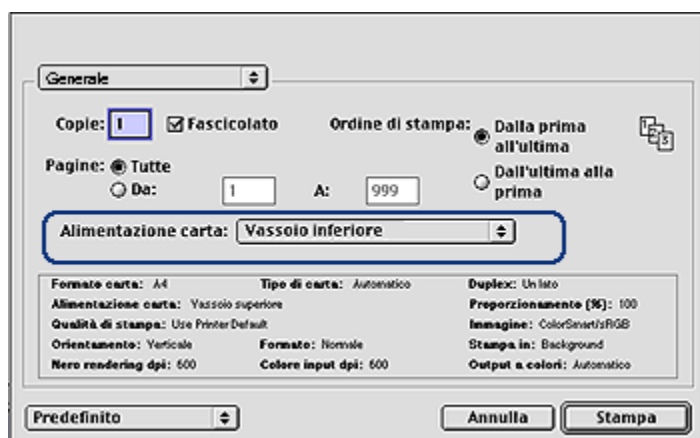 Generale
Copie: 1 Fascicolato Ordine di stampa: Dalla prima
all'ultima
Pagine: Tutte
Dall'ultima alla
prima
Da: 1 A: 999
Alimentazione carta: Vassoio inferiore
Formato carta: A4 Tipo di carta: Automatico Duplex: Un lato
Alimentazione carta: Vassoio superiore Proporzionamento (%): 100
Qualità di stampa: Use Printer Default Immagine: ColorSmart/sRGB
Orientamento: Verticale Formato: Normale Stampa in: Background
Nero rendering dpi: 600 Colore input dpi: 600 Output a colori: Automatico
Predefinito Annulla Stampa